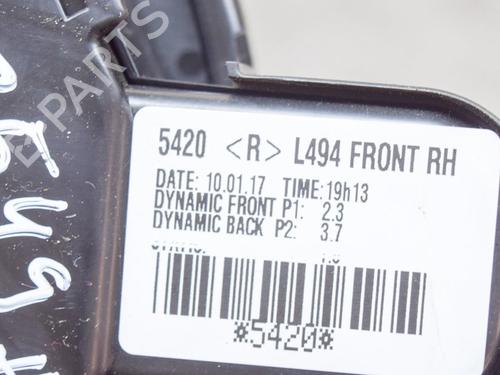 5420 <R> L494 FRONT RH
DATE: 10.01.17 TIME:19h13
DYNAMIC FRONT P1: 2.3
DYNAMIC BACK P2: 3.7
*5420*
B PARTS